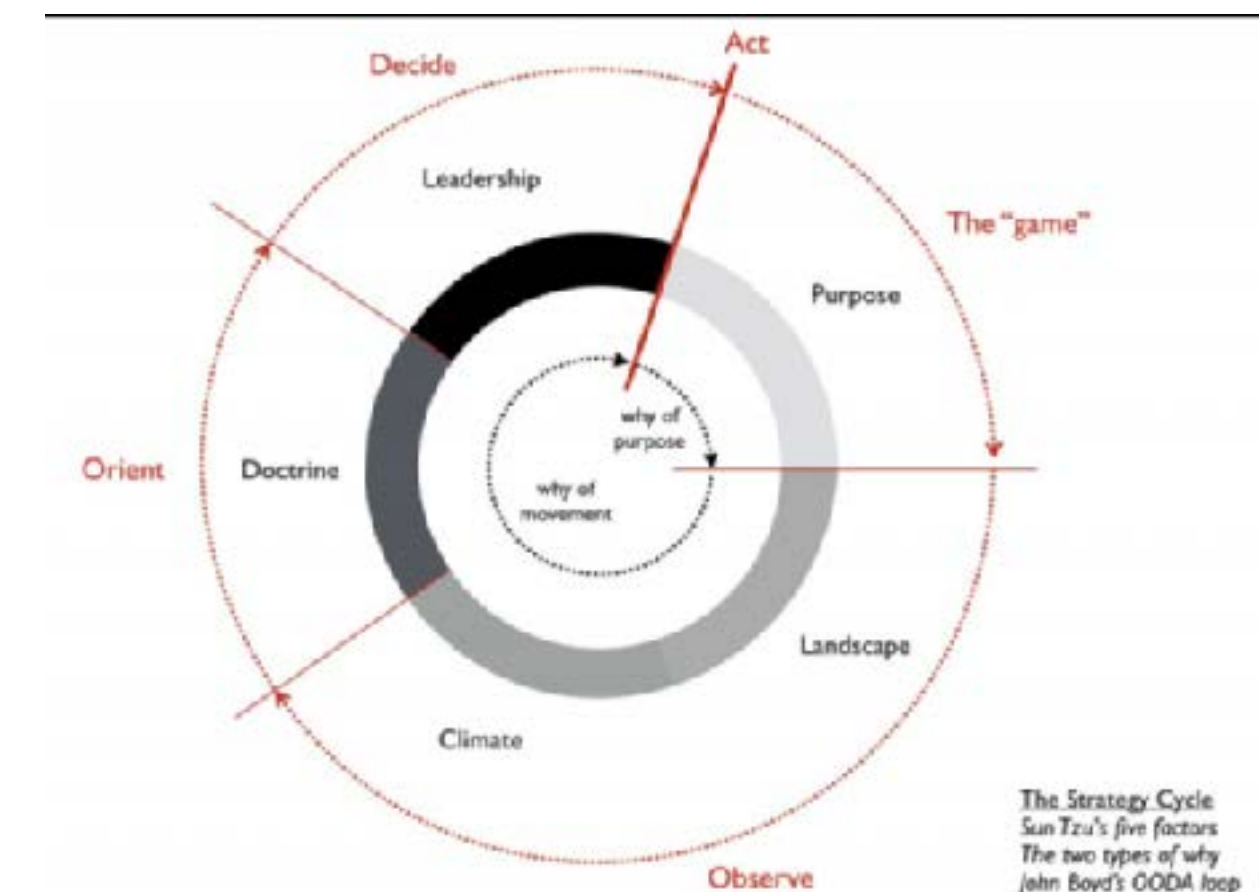 Act
Decide
Leadership
The "game"
Purpose
why of
purpose
Orient
Doctrine
why of
movement
Landscape
Climate
The Strategy Cycle
Sun Tzu's five factors
The two types of why
John Boyd's OODA loop
Observe